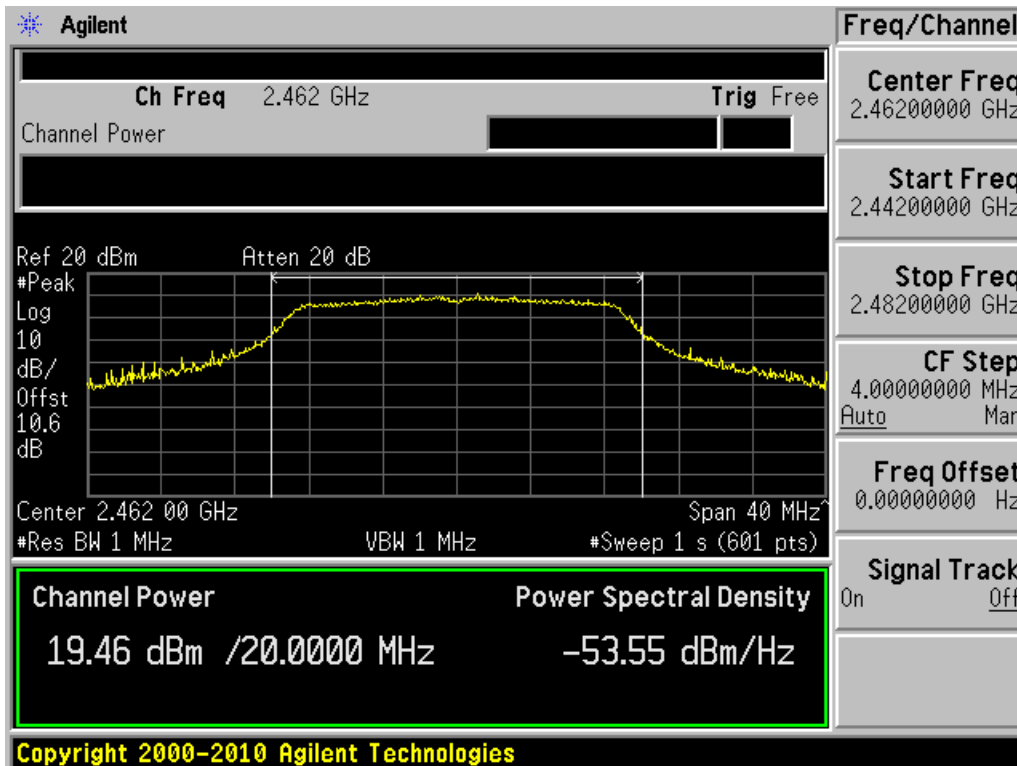 Agilent
Freq/Channel
Ch Freq 2.462 GHz Trig Free
Channel Power
Center Freq
2.46200000 GHz
Start Freq
2.44200000 GHz
Stop Freq
2.48200000 GHz
CF Step
4.00000000 MHz
Auto Man
Freq Offset
0.00000000 Hz
Signal Track
On Off
Ref 20 dBm Atten 20 dB
#Peak
Log
10
dB/
Offst
10.6
dB
Center 2.462 00 GHz Span 40 MHz^
#Res BW 1 MHz VBW 1 MHz #Sweep 1 s (601 pts)
Channel Power Power Spectral Density
19.46 dBm /20.0000 MHz -53.55 dBm/Hz
Copyright 2000-2010 Agilent Technologies